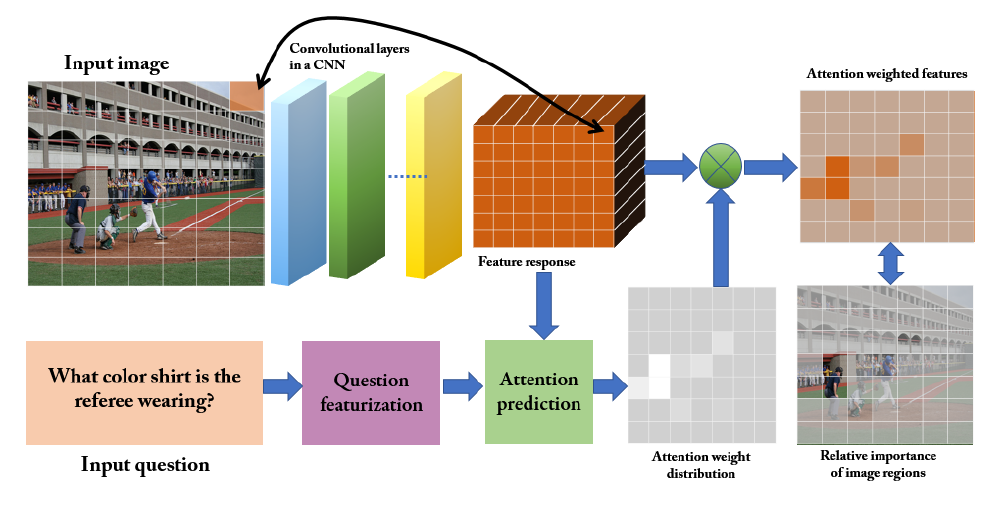 Input image
Convolutional layers
in a CNN
Feature response
Attention weighted features
What color shirt is the
referee wearing?
Input question
Question
featurization
Attention
prediction
Attention weight
distribution
Relative importance
of image regions